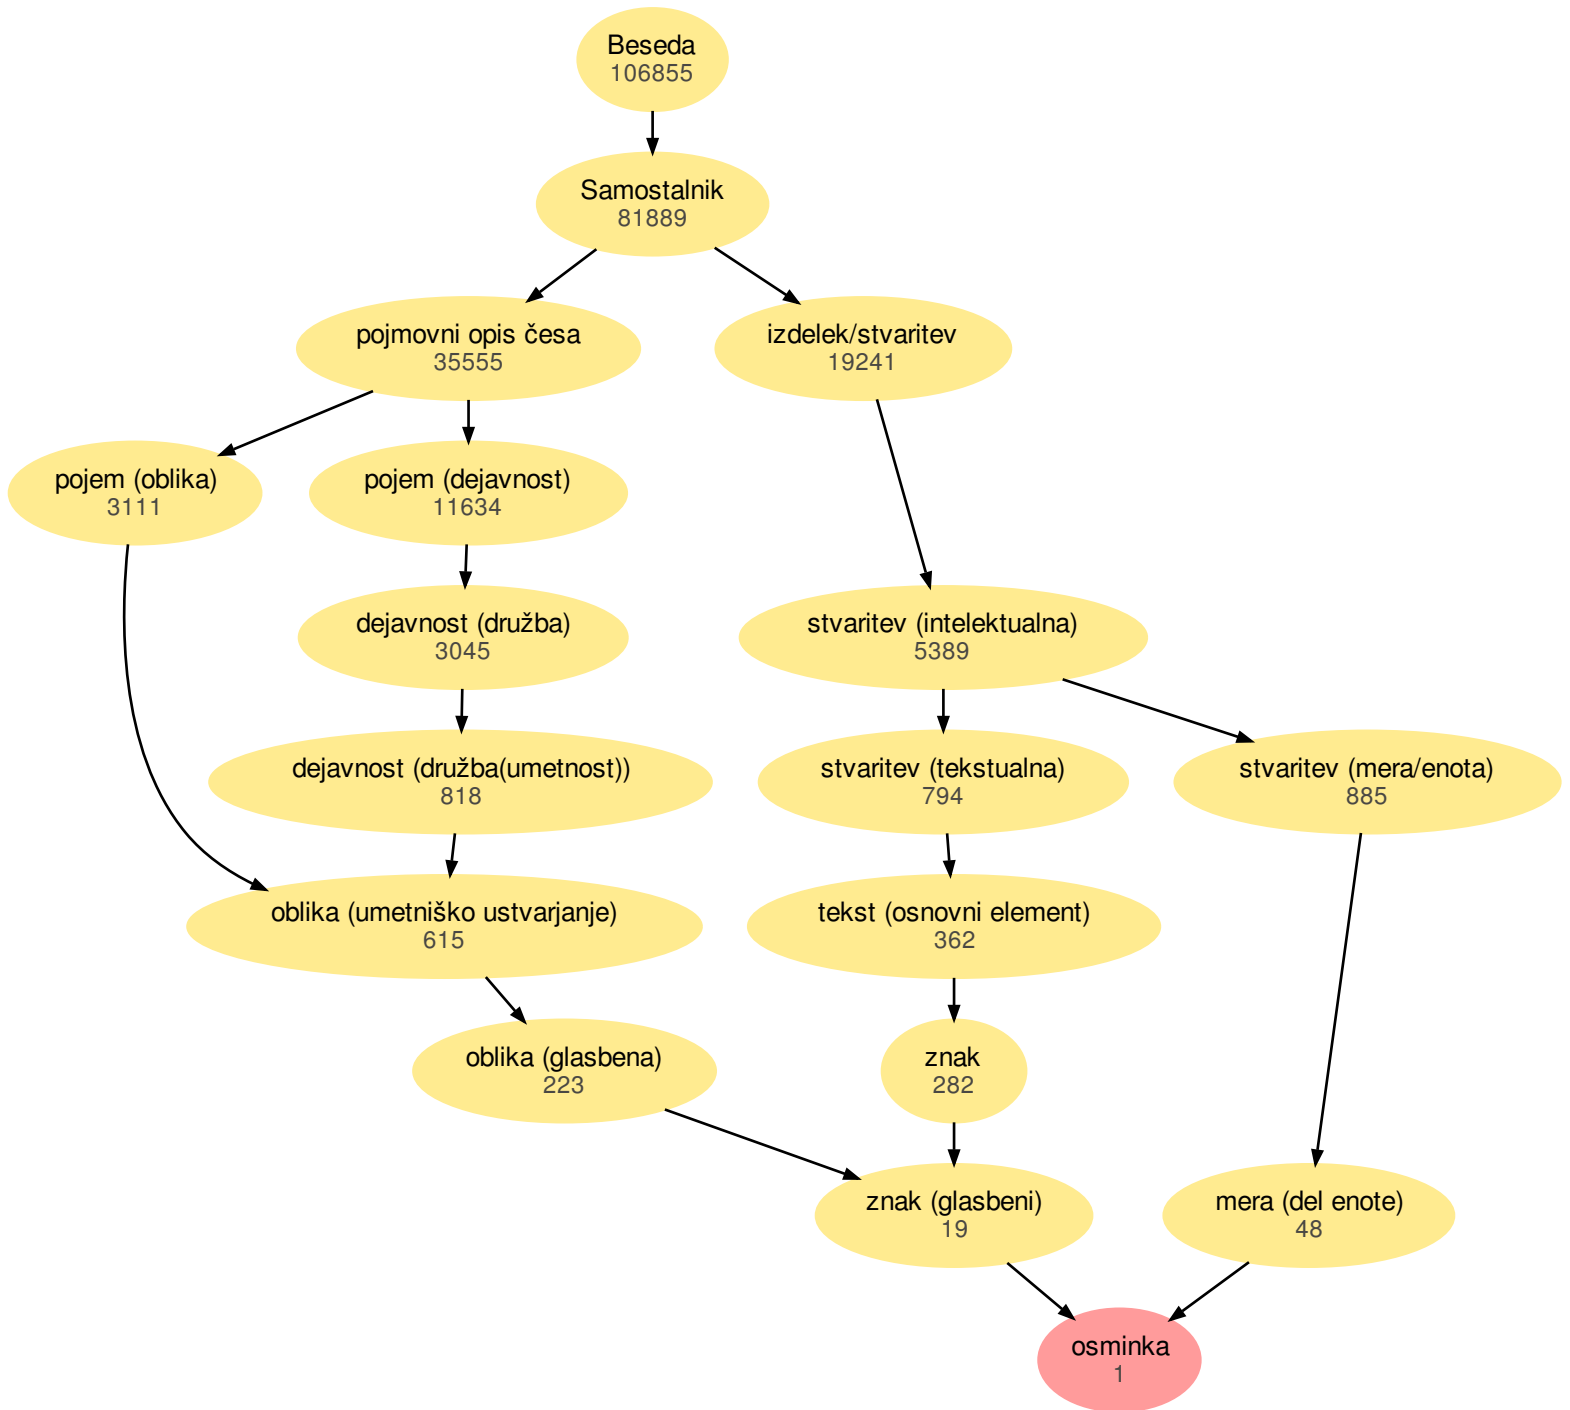 Beseda
106855
Samostalnik
81889
pojmovni opis česa
35555
izdelek/stvaritev
19241
pojem (oblika)
3111
pojem (dejavnost)
11634
dejavnost (družba)
3045
stvaritev (intelektualna)
5389
dejavnost (družba(umetnost))
818
stvaritev (tekstualna)
794
stvaritev (mera/enota)
885
oblika (umetniško ustvarjanje)
615
tekst (osnovni element)
362
oblika (glasbena)
223
znak
282
znak (glasbeni)
19
mera (del enote)
48
osminka
1